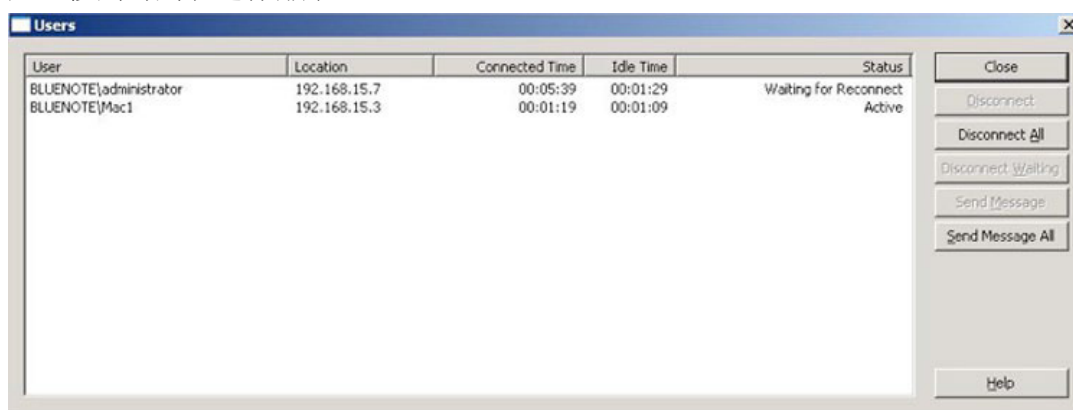 Users
User Location Connected Time Idle Time Status
BLUENOTE\administrator 192.168.15.7 00:05:39 00:01:29 Waiting for Reconnect
BLUENOTE\Mac1 192.168.15.3 00:01:19 00:01:09 Active
Close
Disconnect
Disconnect All
Disconnect Waiting
Send Message
Send Message All
Help